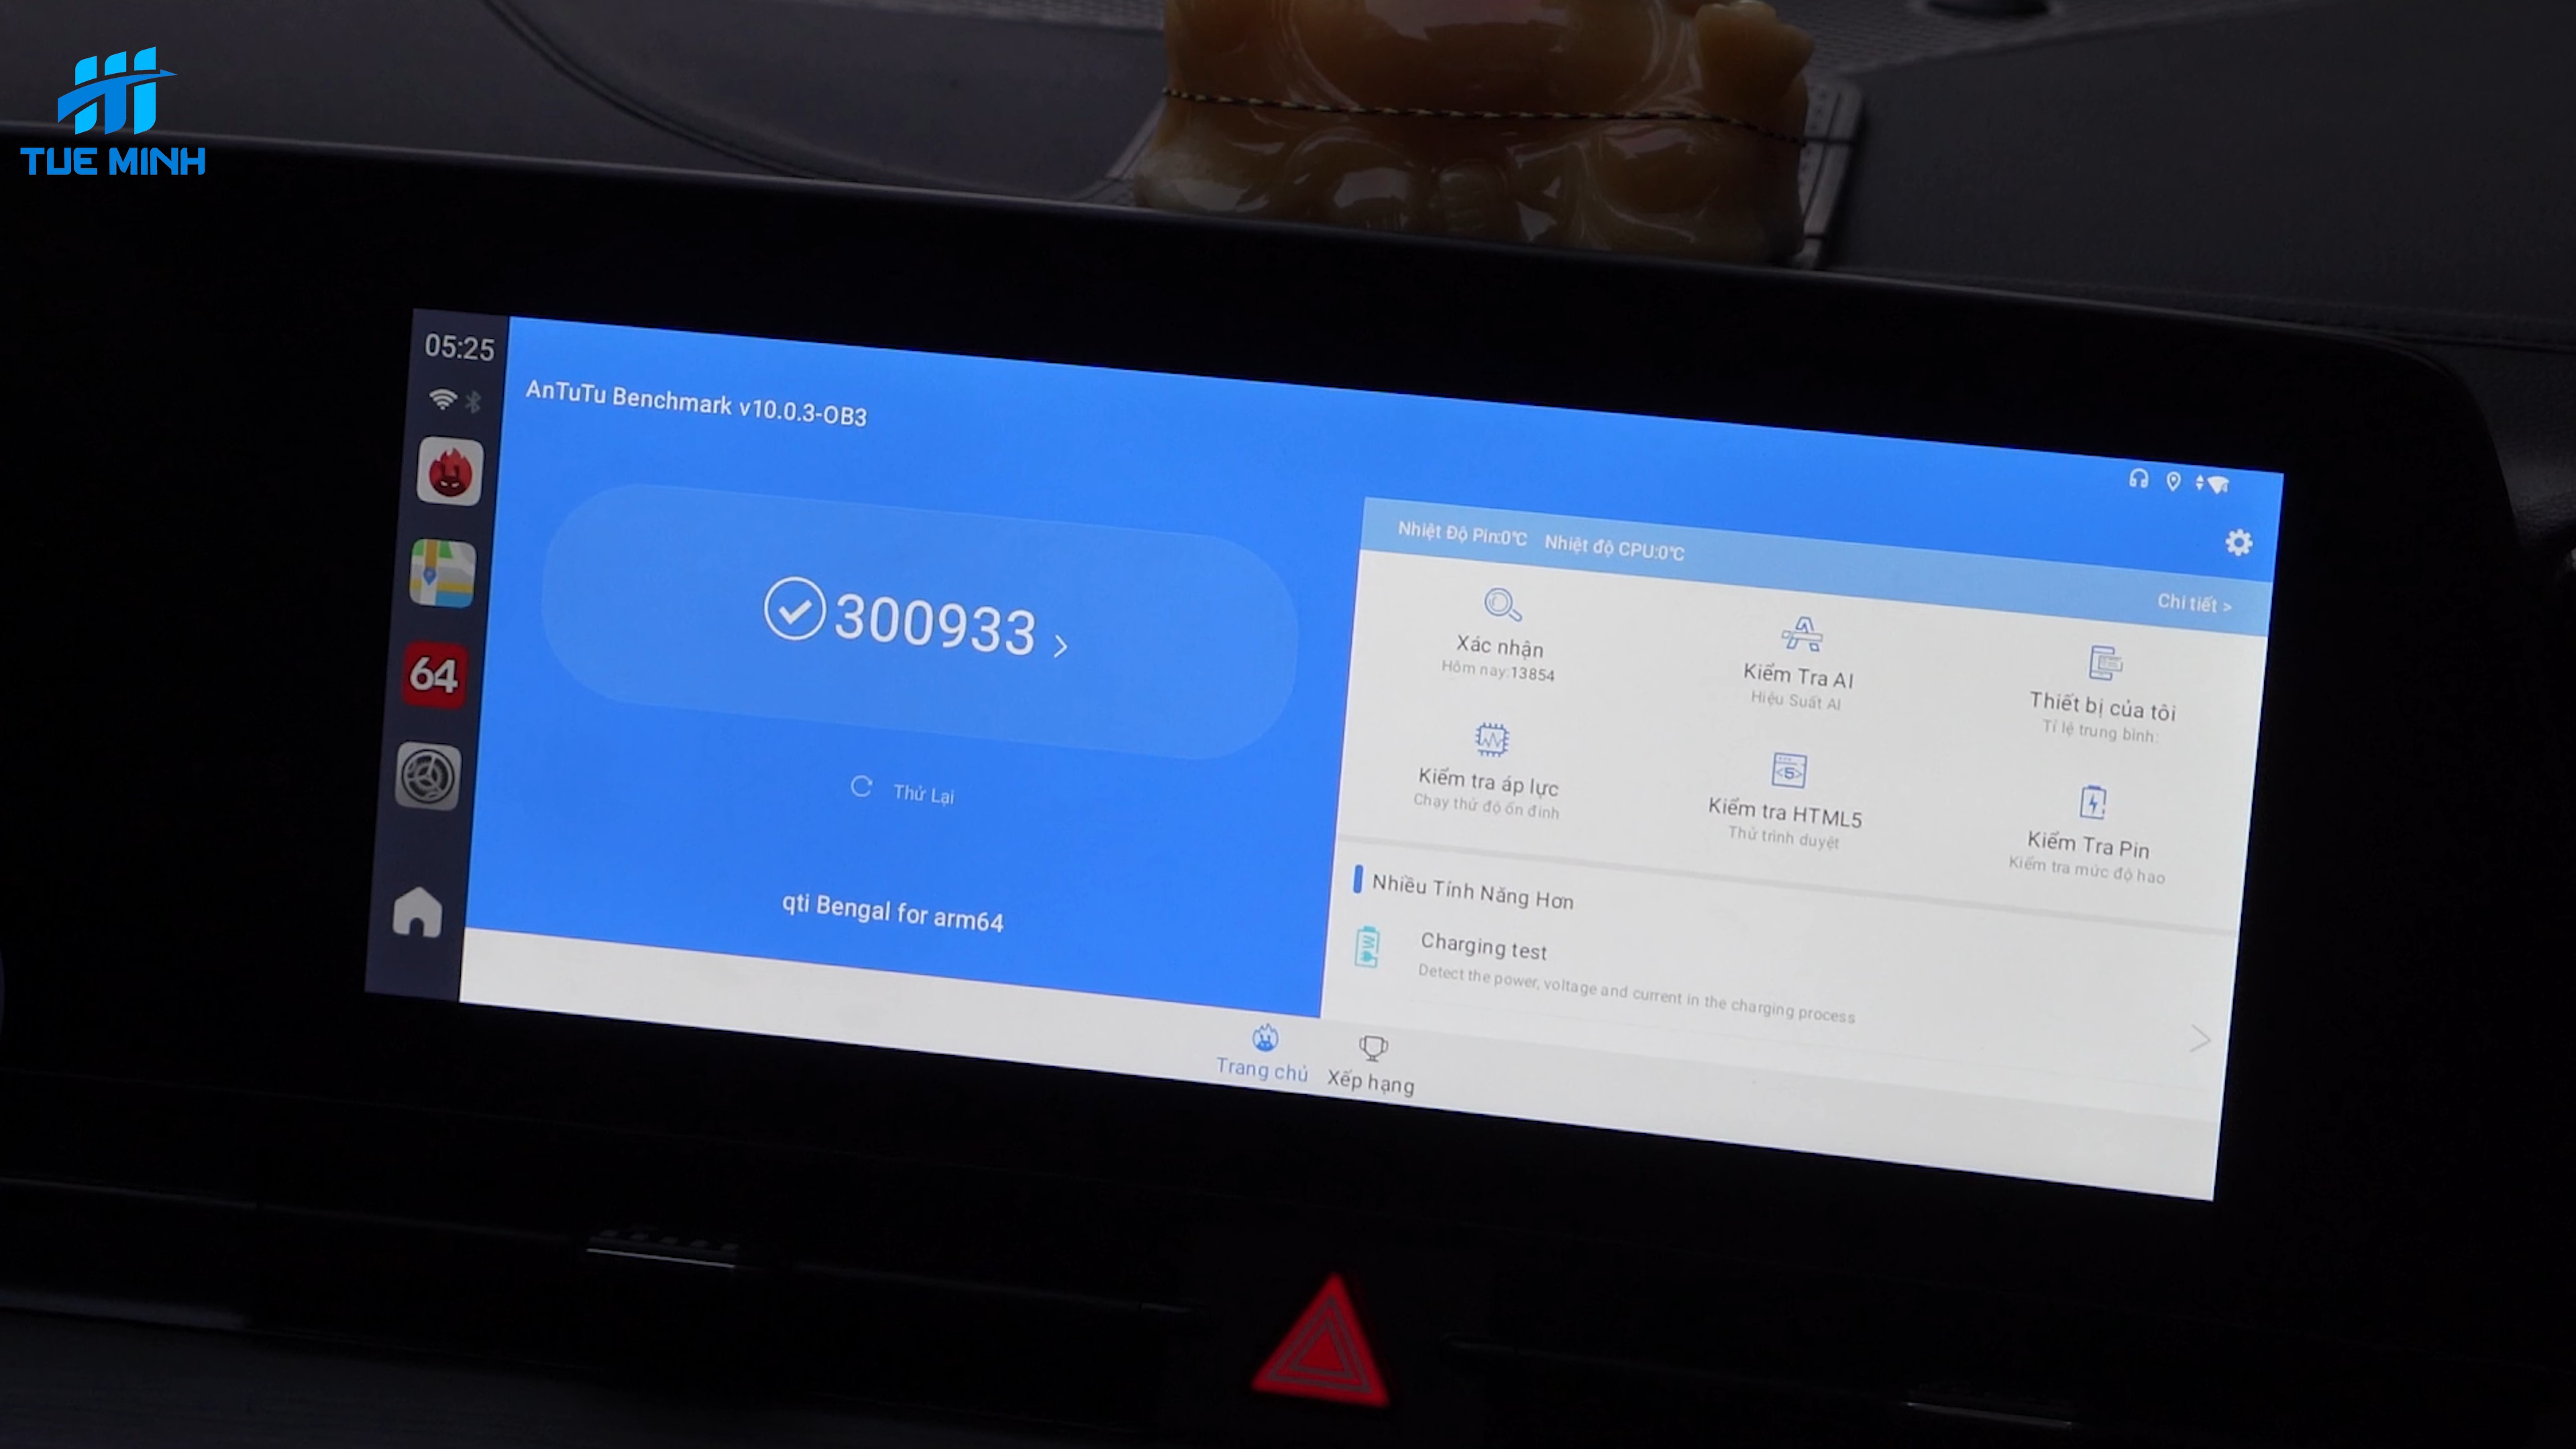 TUE MINH
05:25
AnTuTu Benchmark v10.0.3-OB3
64
300933 >
Thử Lại
qti Bengal for arm64
Nhiệt Độ Pin:0℃ Nhiệt độ CPU:0℃
Chi tiết >
Xác nhận
Hôm nay:13854
Kiểm Tra AI
Hiệu Suất AI
Thiết bị của tôi
Tỉ lệ trung bình:
Kiểm tra áp lực
Chạy thử độ ổn định
Kiểm tra HTML5
Thử trình duyệt
Kiểm Tra Pin
Kiểm tra mức độ hao
Nhiều Tính Năng Hơn
Charging test
Detect the power, voltage and current in the charging process
Trang chủ
Xếp hạng